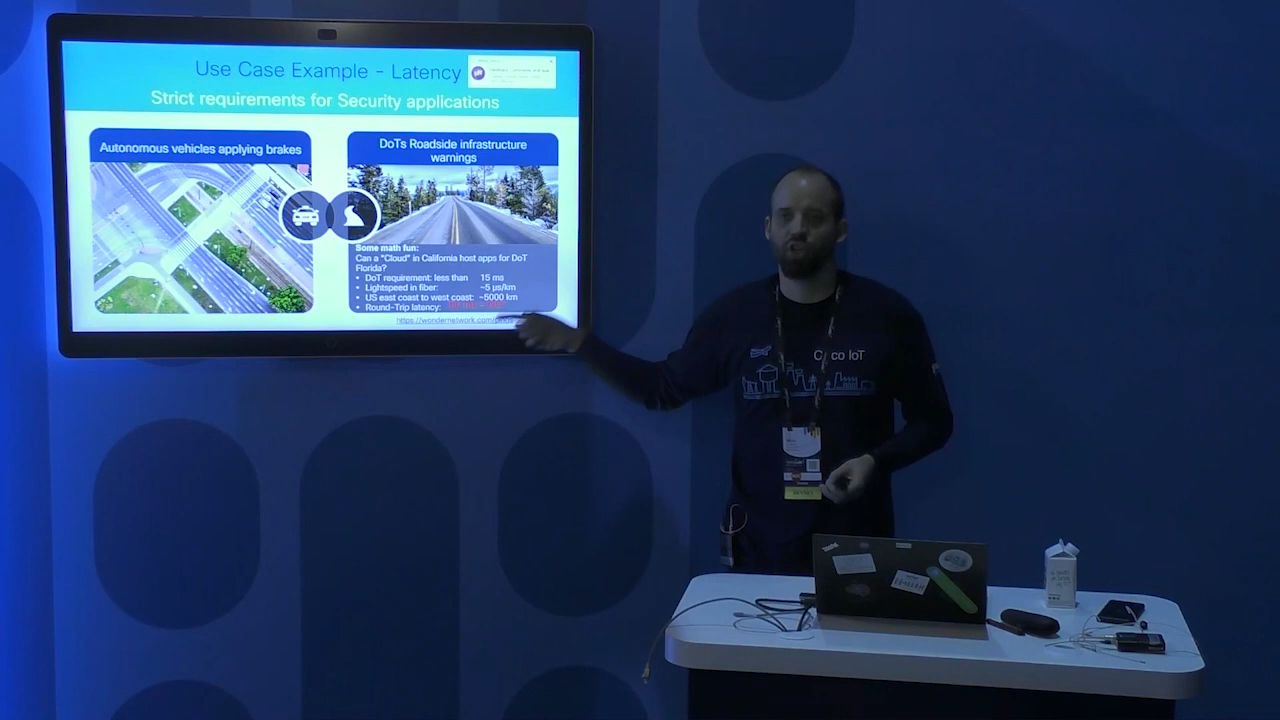 Use Case Example - Latency
Strict requirements for Security applications
Autonomous vehicles applying brakes
DoTs Roadside infrastructure
warnings
Some math fun:
Can a "Cloud" in California host apps for DoT
Florida?
• DoT requirement: less than 15 ms
• Lightspeed in fiber: ~5 µs/km
• US east coast to west coast: ~5000 km
• Round-Trip latency:
https://wondernetwork.com/
Co IoT